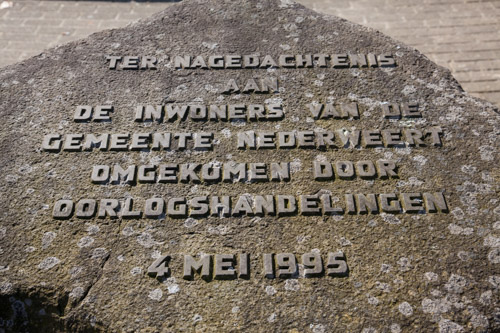 TER NAGEDACHTENIS
AAN
DE INWONERS VAN DE
GEMEENTE NEDERWEERT
OMGEKOMEN DOOR
OORLOGSHANDELINGEN
4 MEI 1995